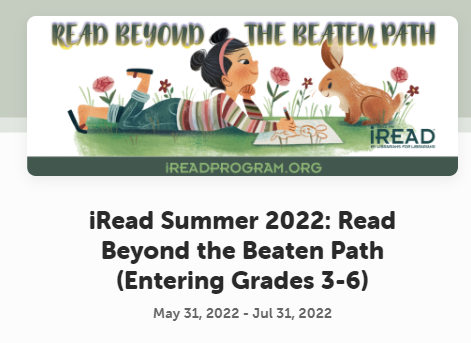 READ BEYOND THE BEATEN PATH
iREAD
BY LIBRARIANS FOR LIBRARIANS
iREADPROGRAM.ORG
iRead Summer 2022: Read
Beyond the Beaten Path
(Entering Grades 3-6)
May 31, 2022 - Jul 31, 2022